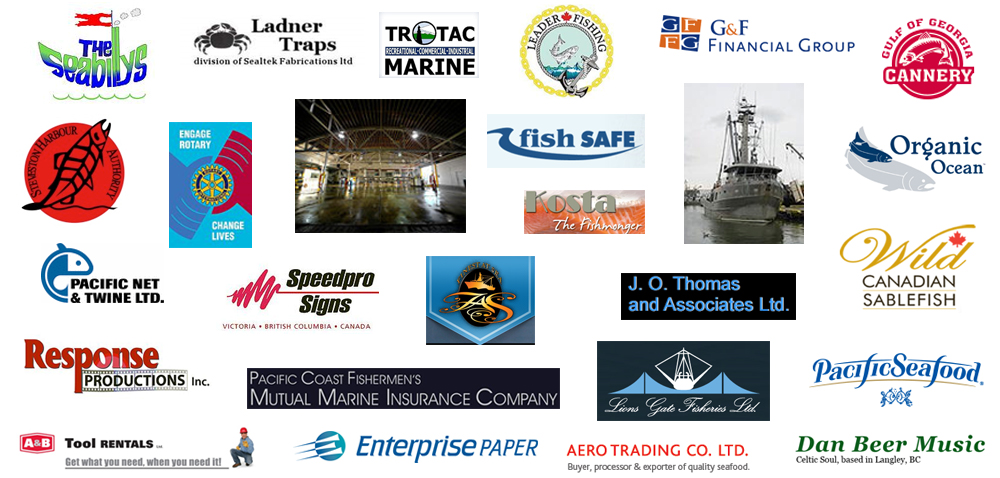 THE
Seabillys
Ladner
Traps
division of Sealtek Fabrications ltd
TROTAC
RECREATIONAL·COMMERCIAL·INDUSTRIAL
MARINE
LEADER FISHING
G&F
FINANCIAL GROUP
GULF OF GEORGIA
CANNERY
STEVESTON HARBOUR
AUTHORITY
ENGAGE
ROTARY
CHANGE
LIVES
fish SAFE
Kosta
The Fishmonger
Organic
Ocean
PACIFIC NET
& TWINE LTD.
Speedpro
Signs
VICTORIA • BRITISH COLUMBIA • CANADA
J. O. Thomas
and Associates Ltd.
Wild
CANADIAN
SABLEFISH
Response
PRODUCTIONS Inc.
PACIFIC COAST FISHERMEN'S
MUTUAL MARINE INSURANCE COMPANY
Lions Gate Fisheries Ltd.
Pacific Seafood®
A&B
Tool RENTALS
Get what you need, when you need it!
Enterprise PAPER
AERO TRADING CO. LTD.
Buyer, processor & exporter of quality seafood.
Dan Beer Music
Celtic Soul, based in Langley, BC